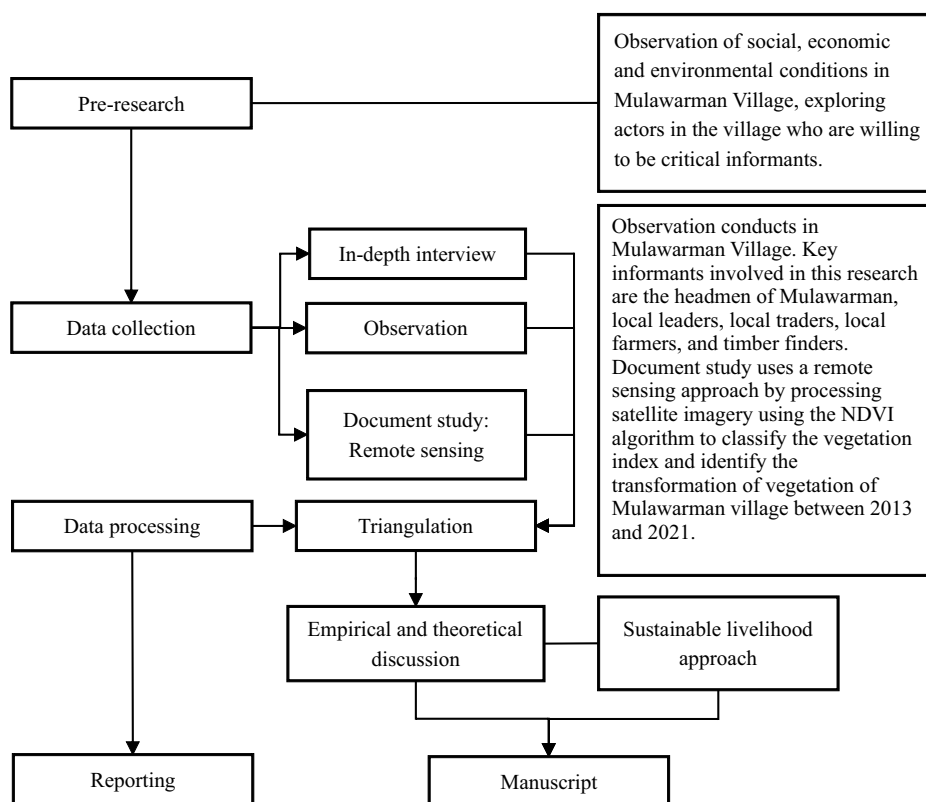 Pre-research
Observation of social, economic
and environmental conditions in
Mulawarman Village, exploring
actors in the village who are willing
to be critical informants.
In-depth interview
Data collection
Observation
Document study:
Remote sensing
Observation conducts in
Mulawarman Village. Key
informants involved in this research
are the headmen of Mulawarman,
local leaders, local traders, local
farmers, and timber finders.
Document study uses a remote
sensing approach by processing
satellite imagery using the NDVI
algorithm to classify the vegetation
index and identify the
transformation of vegetation of
Mulawarman village between 2013
and 2021.
Data processing
Triangulation
Empirical and theoretical
discussion
Sustainable livelihood
approach
Reporting
Manuscript